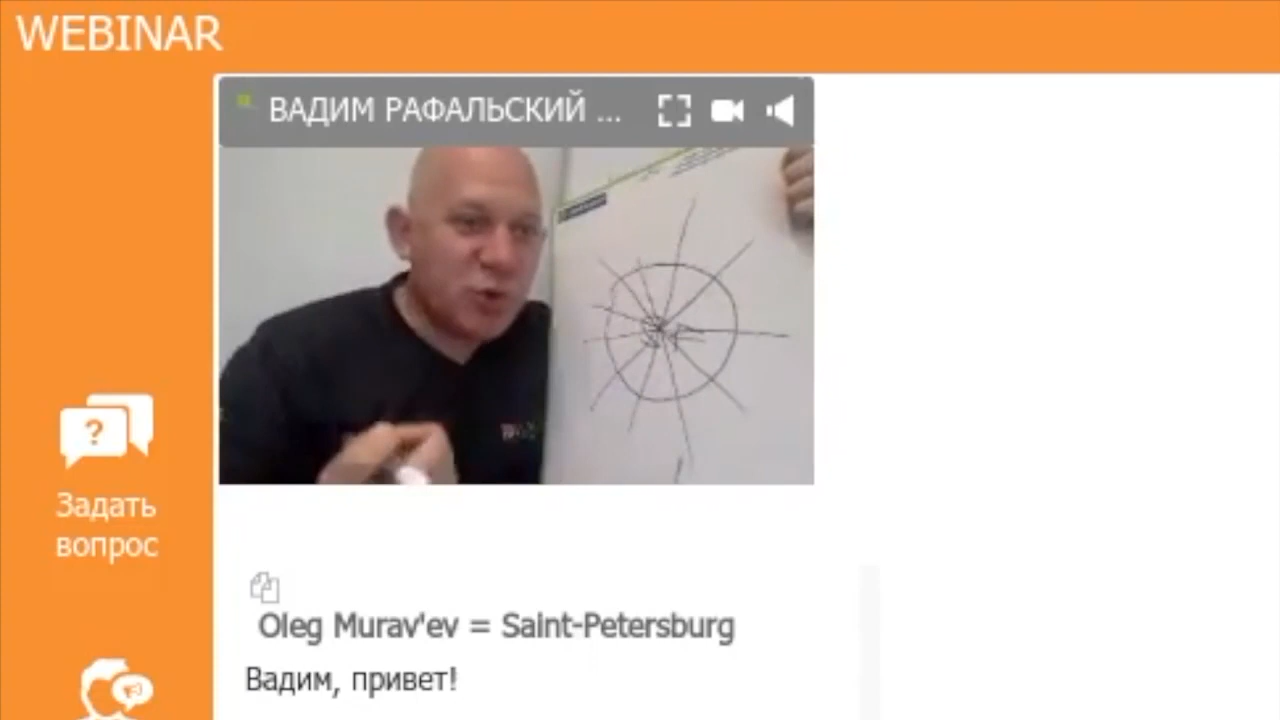 WEBINAR
ВАДИМ РАФАЛЬСКИЙ ...
?
Задать
вопрос
Oleg Murav'ev = Saint-Petersburg
Вадим, привет!